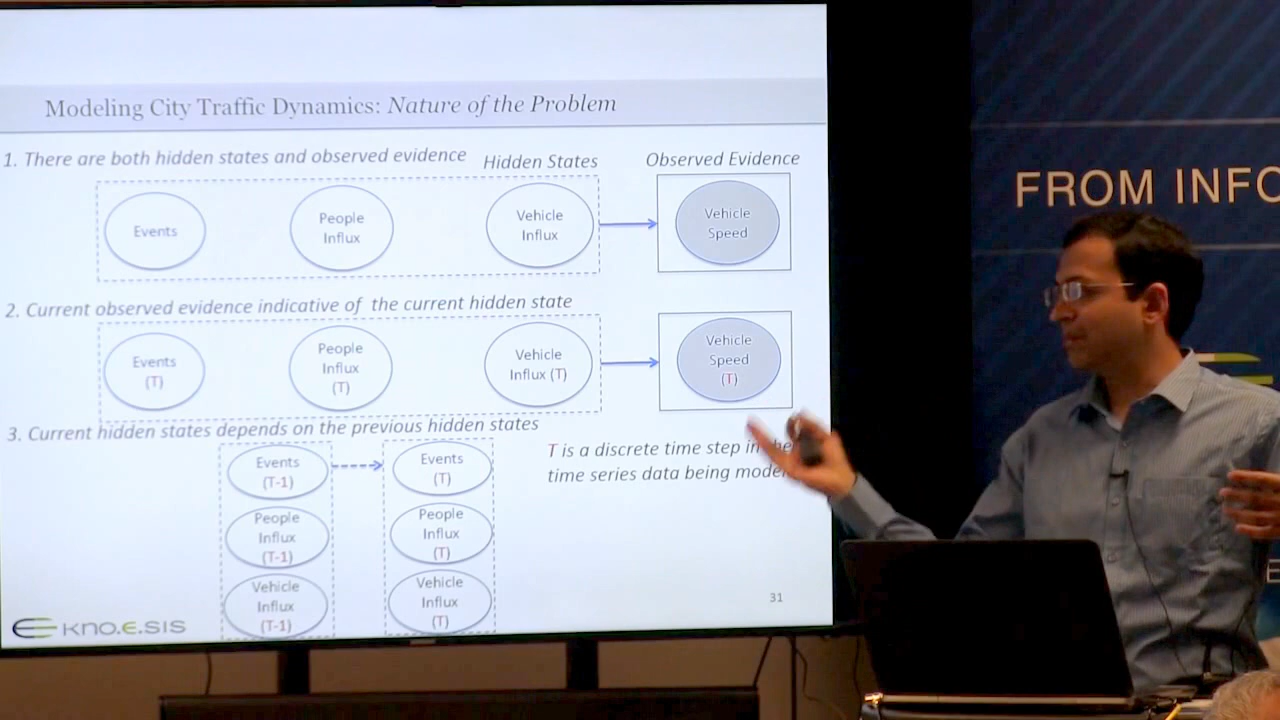 Modeling City Traffic Dynamics: Nature of the Problem
1. There are both hidden states and observed evidence
Hidden States
Observed Evidence
Events
People
Influx
Vehicle
Influx
Vehicle
Speed
2. Current observed evidence indicative of the current hidden state
Events
(T)
People
Influx
(T)
Vehicle
Influx (T)
Vehicle
Speed
(T)
3. Current hidden states depends on the previous hidden states
Events
(T-1)
Events
(T)
People
Influx
(T-1)
People
Influx
(T)
Vehicle
Influx
(T-1)
Vehicle
Influx
(T)
T is a discrete time step in
time series data being
31
kno.e.sis
FROM